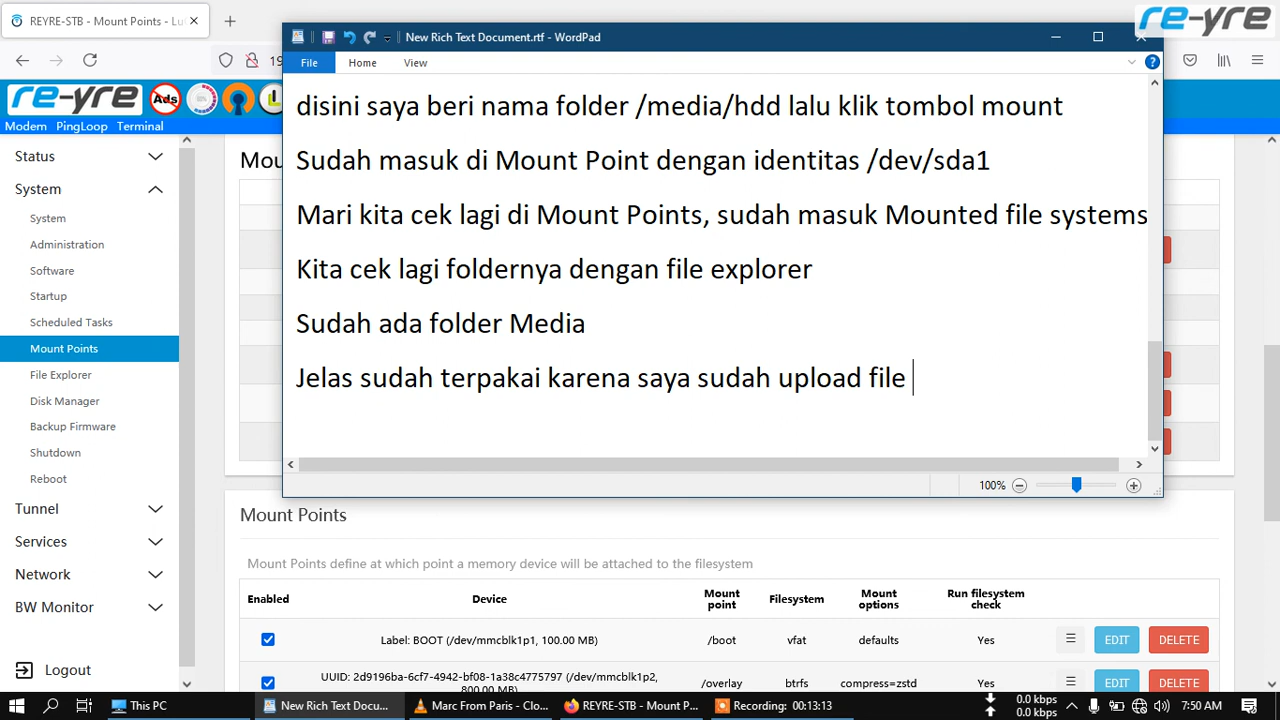 REYRE-STB - Mount Points - Lu
re-yre
New Rich Text Document.rtf - WordPad
File
Home
View
19
re-yre
Ads
Modem
PingLoop
Terminal
disini saya beri nama folder /media/hdd lalu klik tombol mount
Sudah masuk di Mount Point dengan identitas /dev/sda1
Mari kita cek lagi di Mount Points, sudah masuk Mounted file systems
Kita cek lagi foldernya dengan file explorer
Sudah ada folder Media
Jelas sudah terpakai karena saya sudah upload file
100%
Status
System
System
Administration
Software
Startup
Scheduled Tasks
Mount Points
File Explorer
Disk Manager
Backup Firmware
Shutdown
Reboot
Tunnel
Services
Network
BW Monitor
Logout
Mou
Mount Points
Mount Points define at which point a memory device will be attached to the filesystem
Enabled
Device
Mount point
Filesystem
Mount options
Run filesystem check
Label: BOOT (/dev/mmcblk1p1, 100.00 MB)
/boot
vfat
defaults
Yes
EDIT
DELETE
UUID: 2d9196ba-6cf7-4942-bf08-1a38c4775797 (/dev/mmcblk1p2,
800.00 MB)
/overlay
btrfs
compress=zstd
Yes
EDIT
DELETE
This PC
New Rich Text Docu...
Marc From Paris - Clo...
REYRE-STB - Mount P...
Recording: 00:13:13
0.0 kbps
0.0 kbps
7:50 AM